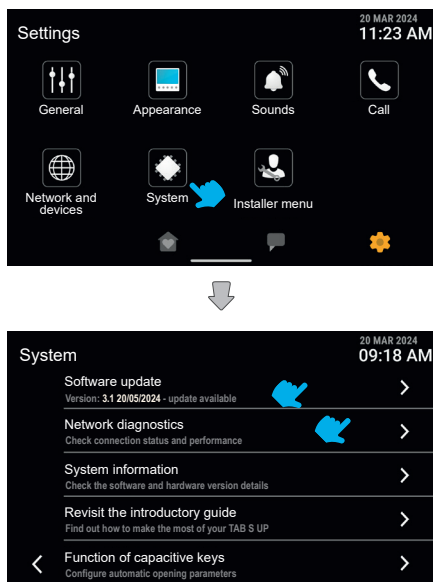 Settings
20 MAR 2024
11:23 AM
General
Appearance
Sounds
Call
Network and
devices
System
Installer menu
System
20 MAR 2024
09:18 AM
Software update
Version: 3.1 20/05/2024 - update available
Network diagnostics
Check connection status and performance
System information
Check the software and hardware version details
Revisit the introductory guide
Find out how to make the most of your TAB S UP
Function of capacitive keys
Configure automatic opening parameters